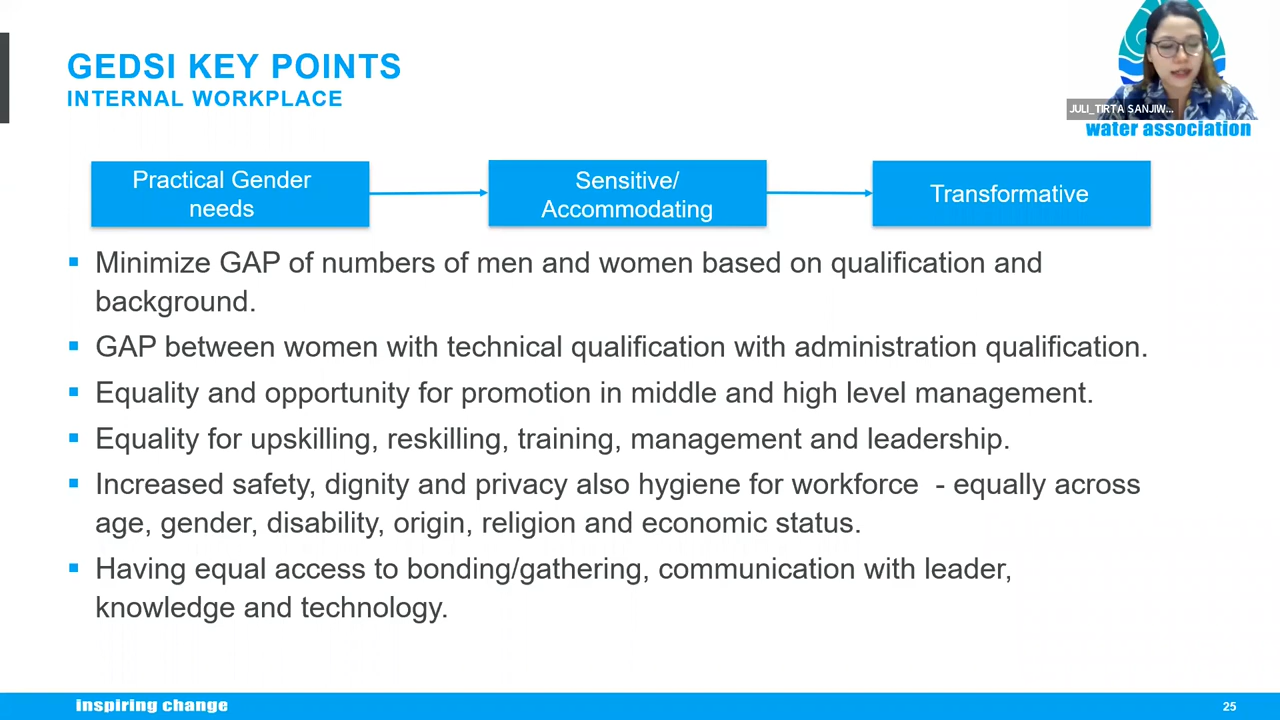 GEDSI KEY POINTS
INTERNAL WORKPLACE
JULI_TIRTA SANJIW...
water association
Practical Gender
needs
Sensitive/
Accommodating
Transformative
▪ Minimize GAP of numbers of men and women based on qualification and
background.
▪ GAP between women with technical qualification with administration qualification.
▪ Equality and opportunity for promotion in middle and high level management.
▪ Equality for upskilling, reskilling, training, management and leadership.
▪ Increased safety, dignity and privacy also hygiene for workforce - equally across
age, gender, disability, origin, religion and economic status.
▪ Having equal access to bonding/gathering, communication with leader,
knowledge and technology.
inspiring change
25